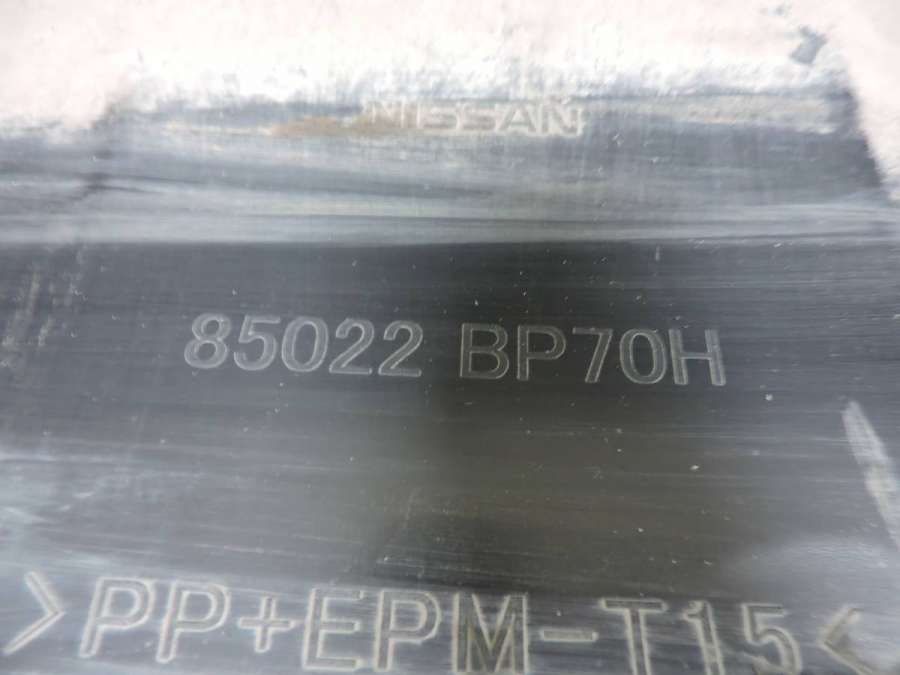 NISSAN
85022 BP70H
>PP+EPM-T15<